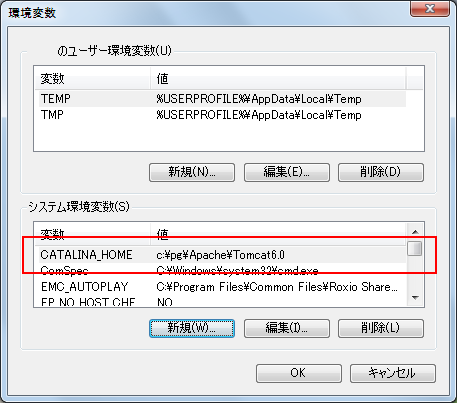 環境変数
のユーザー環境変数(U)
変数 値
TEMP %USERPROFILE%¥AppData¥Local¥Temp
TMP %USERPROFILE%¥AppData¥Local¥Temp
新規(N)... 編集(E)... 削除(D)
システム環境変数(S)
変数 値
CATALINA_HOME c:¥pg¥Apache¥Tomcat6.0
ComSpec C:¥Windows¥system32¥cmd.exe
EMC_AUTOPLAY C:¥Program Files¥Common Files¥Roxio Share...
FP_NO_HOST_CHE... NO
新規(W)... 編集(I)... 削除(L)
OK キャンセル